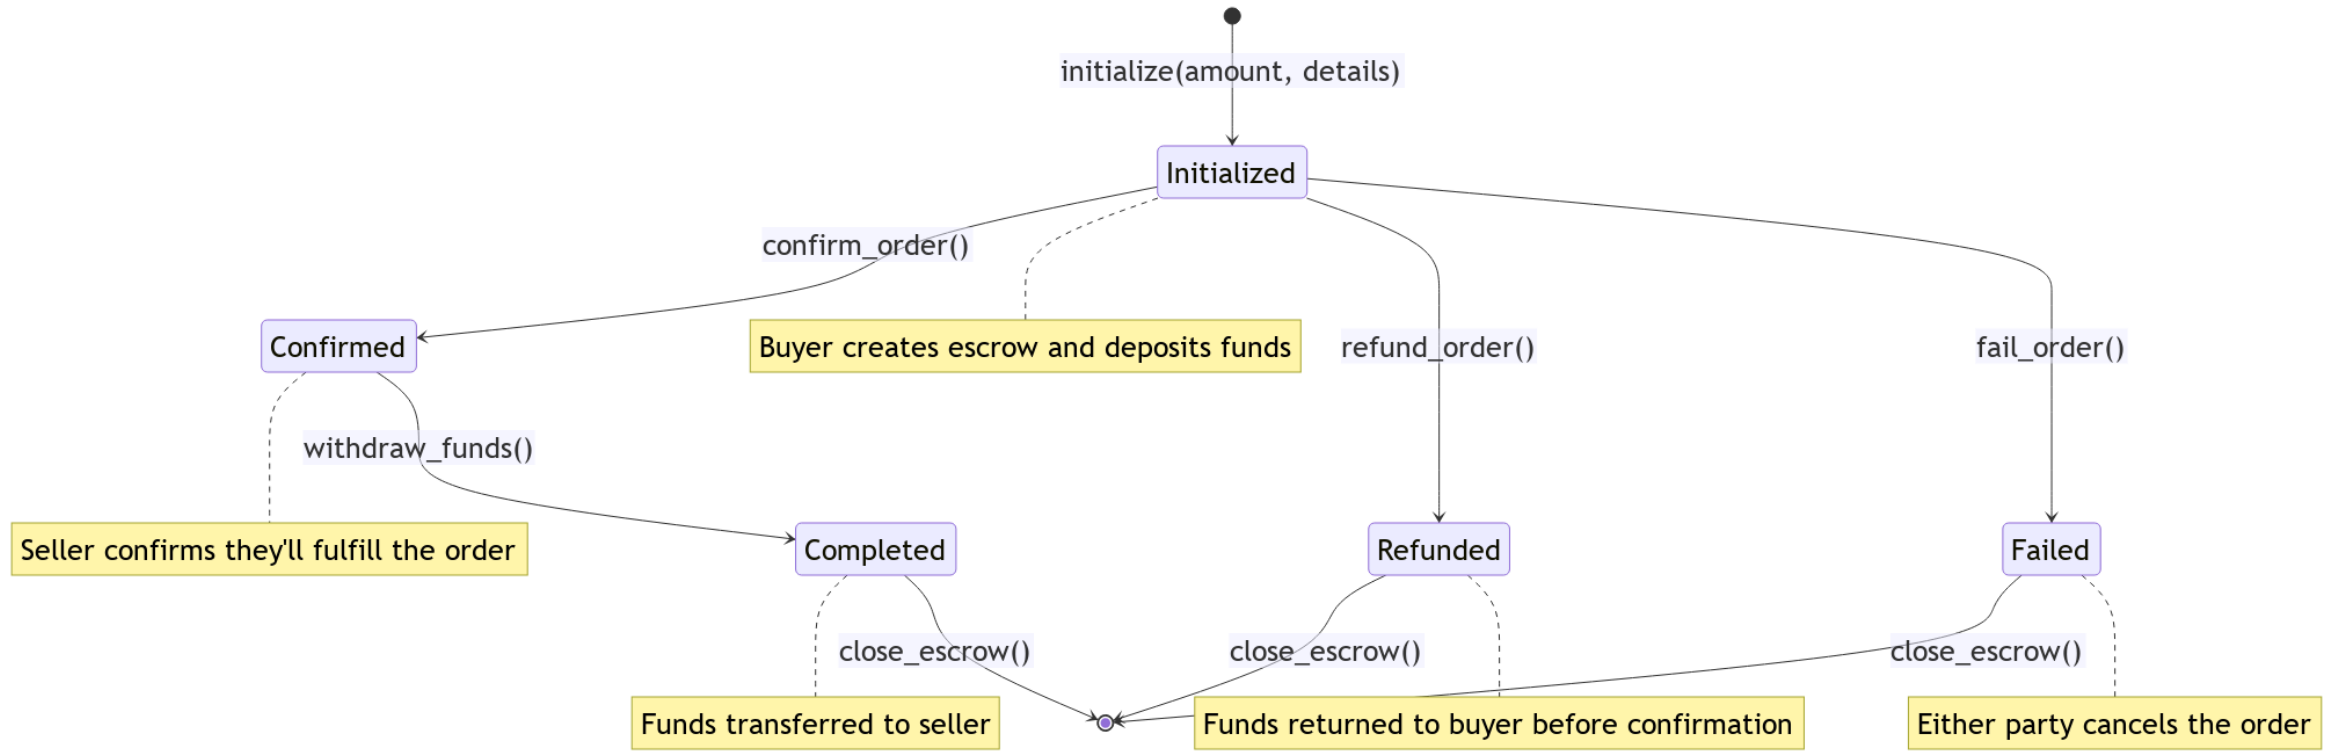 initialize(amount, details)
Initialized
confirm_order()
Confirmed
Buyer creates escrow and deposits funds
refund_order()
fail_order()
withdraw_funds()
Seller confirms they'll fulfill the order
Completed
Refunded
Failed
close_escrow()
close_escrow()
close_escrow()
Funds transferred to seller
Funds returned to buyer before confirmation
Either party cancels the order